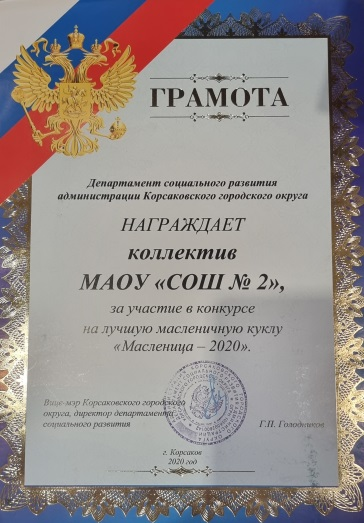 ГРАМОТА
Департамент социального развития
администрации Корсаковского городского округа
НАГРАЖДАЕТ
коллектив
МАОУ «СОШ № 2»,
за участие в конкурсе
на лучшую масленичную куклу
«Масленица – 2020».
Вице-мэр Корсаковского городского
округа, директор департамента
социального развития
Г.П. Голодников
г. Корсаков
2020 год